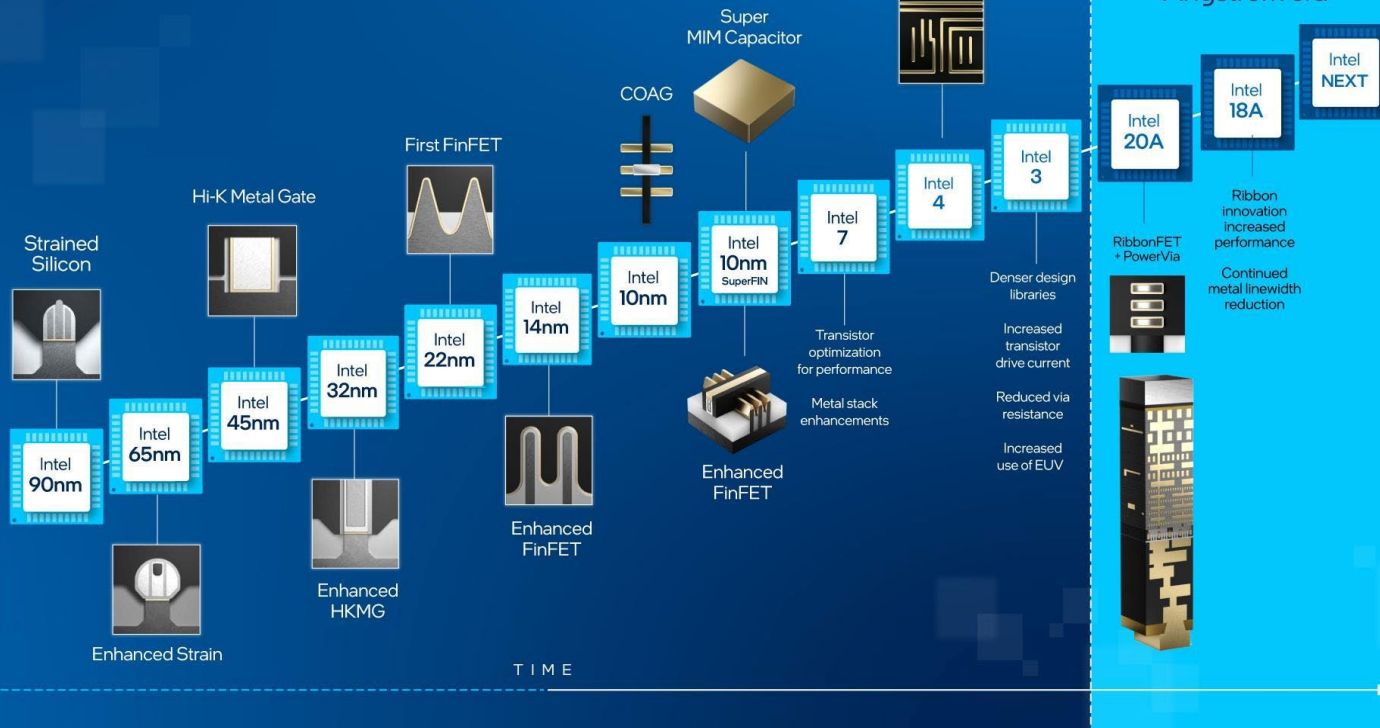 Strained
Silicon
Intel
90nm
Intel
65nm
Enhanced Strain
Hi-K Metal Gate
Intel
45nm
Intel
32nm
Enhanced
HKMG
First FinFET
Intel
22nm
Intel
14nm
Enhanced
FinFET
COAG
Intel
10nm
Super
MIM Capacitor
Intel
10nm
SuperFIN
Enhanced
FinFET
Intel
7
Transistor
optimization
for performance
Metal stack
enhancements
Intel
4
Intel
3
Denser design
libraries
Increased
transistor
drive current
Reduced via
resistance
Increased
use of EUV
Intel
20A
RibbonFET
+ PowerVia
Intel
18A
Ribbon
innovation
increased
performance
Continued
metal linewidth
reduction
Intel
NEXT
TIME